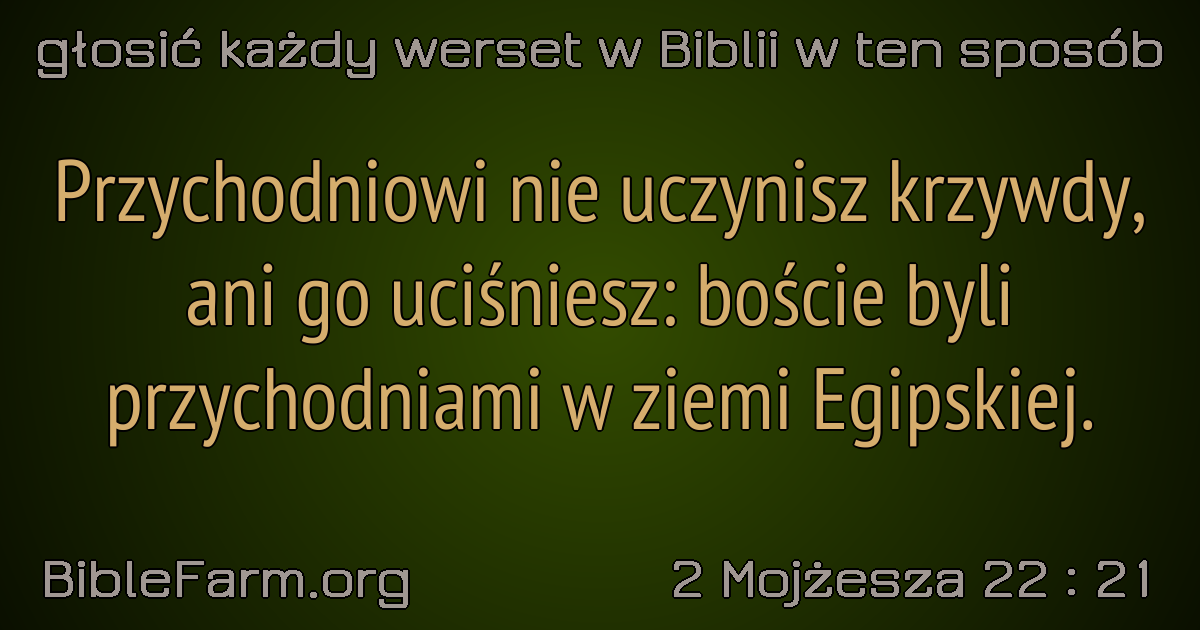 głosić każdy werset w Biblii w ten sposób
Przychodniowi nie uczynisz krzywdy,
ani go uciśniesz: boście byli
przychodniami w ziemi Egipskiej.
BibleFarm.org
2 Mojżesza 22 : 21